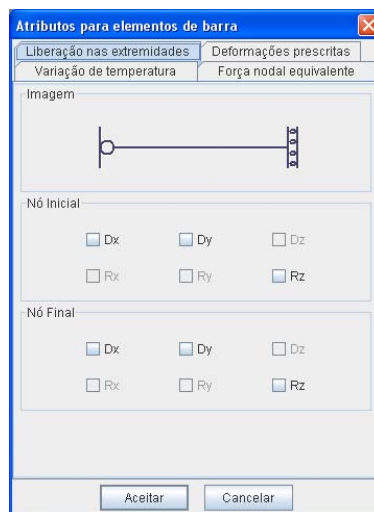 Atributos para elementos de barra
Liberação nas extremidades Deformações prescritas
Variação de temperatura Força nodal equivalente
Imagem
Nó Inicial
Dx Dy Dz
Rx Ry Rz
Nó Final
Dx Dy Dz
Rx Ry Rz
Aceitar Cancelar